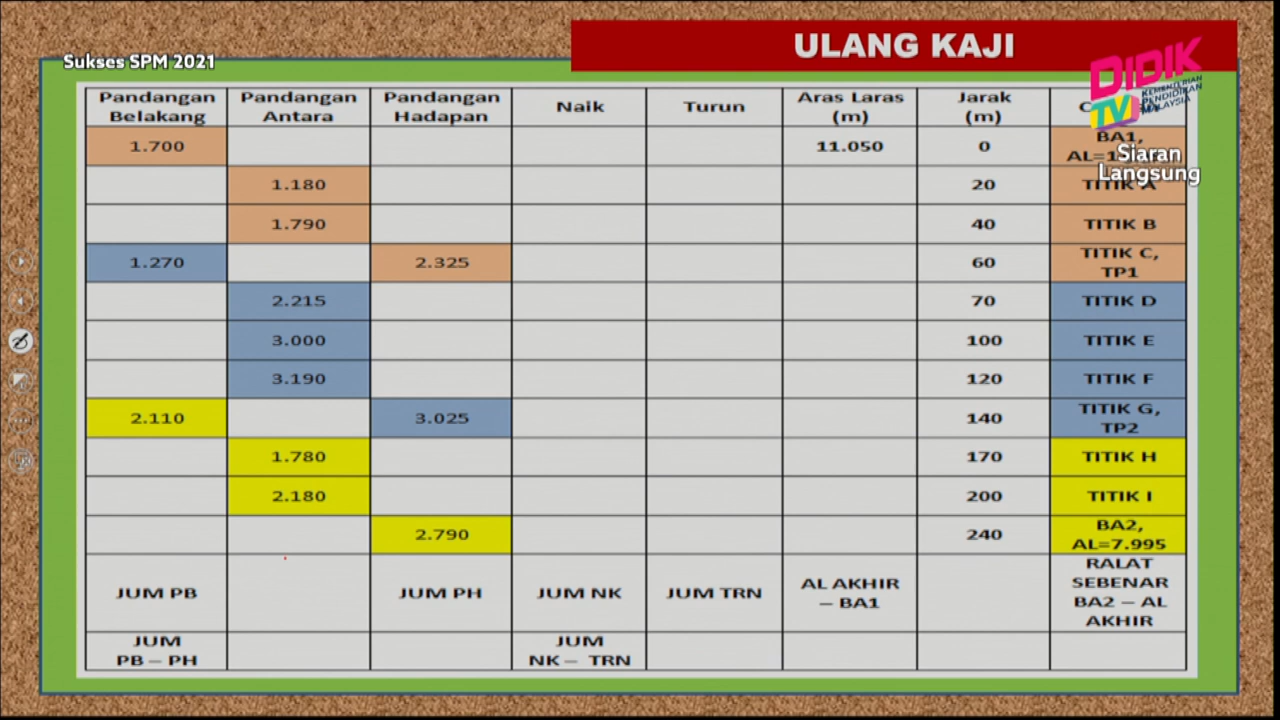 ULANG KAJI
Sukses SPM 2021
DIDIK
TV
KEMENTERIAN
PENDIDIKAN
MALAYSIA
Siaran
Langsung
Pandangan Belakang Pandangan Antara Pandangan Hadapan Naik Turun Aras Laras (m) Jarak (m)
1.700 11.050 0 BA1,
1.180 20 TITIK A
1.790 40 TITIK B
1.270 2.325 60 TITIK C, TP1
2.215 70 TITIK D
3.000 100 TITIK E
3.190 120 TITIK F
2.110 3.025 140 TITIK G, TP2
1.780 170 TITIK H
2.180 200 TITIK I
2.790 240 BA2, AL=7.995
JUM PB JUM PH JUM NK JUM TRN AL AKHIR – BA1 RALAT SEBENAR BA2 – AL AKHIR
JUM PB – PH JUM NK – TRN